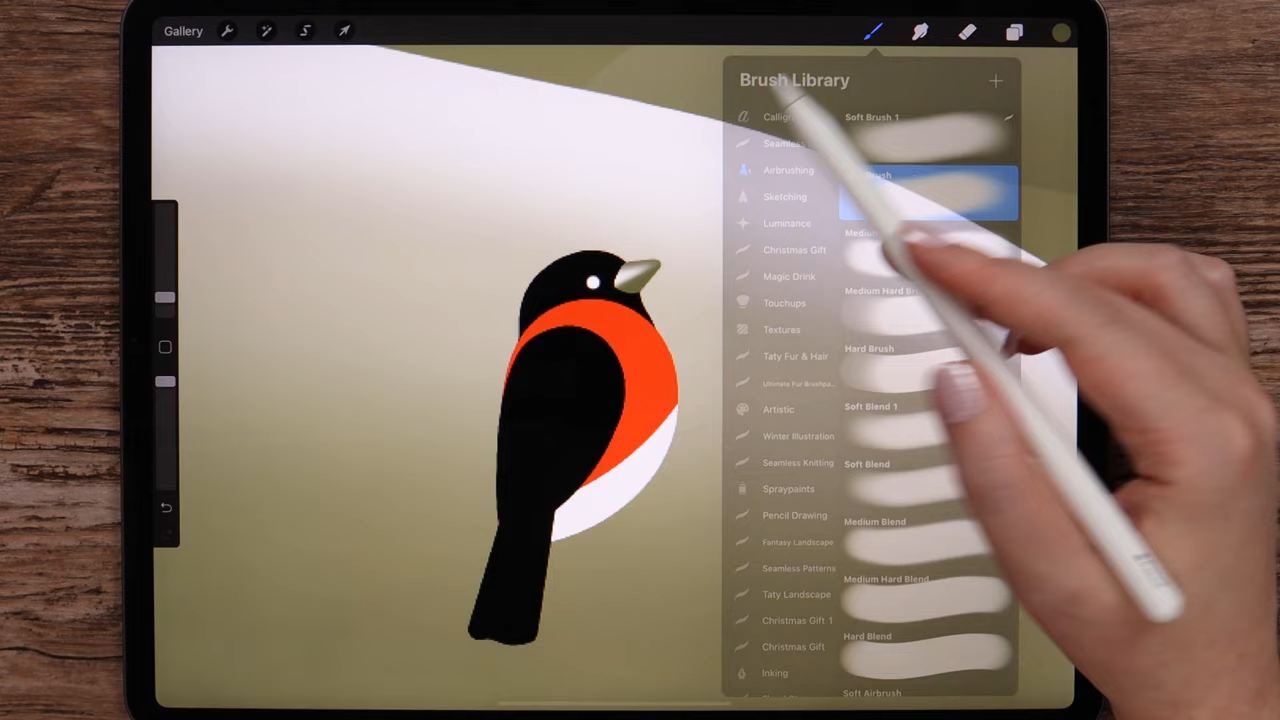 Gallery
Brush Library
Soft Brush 1
Airbrushing
Sketching
Luminance
Christmas Gift
Medium Hard
Magic Drink
Touchups
Textures
Hard Brush
Taty Fur & Hair
Artistic
Soft Blend 1
Winter Illustration
Seamless Knitting
Soft Blend
Spraypaints
Pencil Drawing
Medium Blend
Fantasy Landscape
Seamless Patterns
Medium Hard Blend
Taty Landscape
Christmas Gift 1
Hard Blend
Christmas Gift
Inking
Soft Airbrush